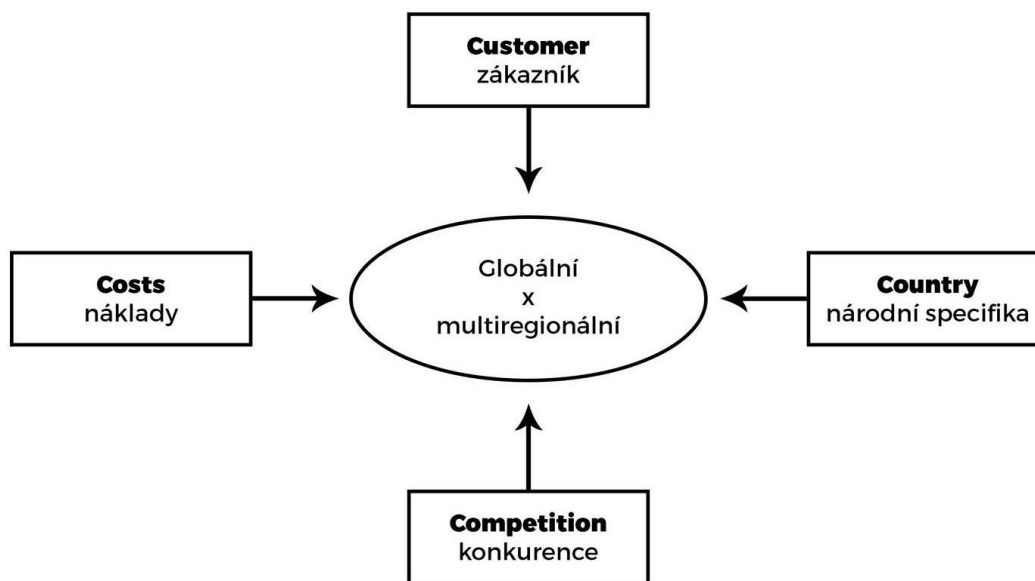 Customer
zákazník
Costs
náklady
Globální
x
multiregionální
Country
národní specifika
Competition
konkurence